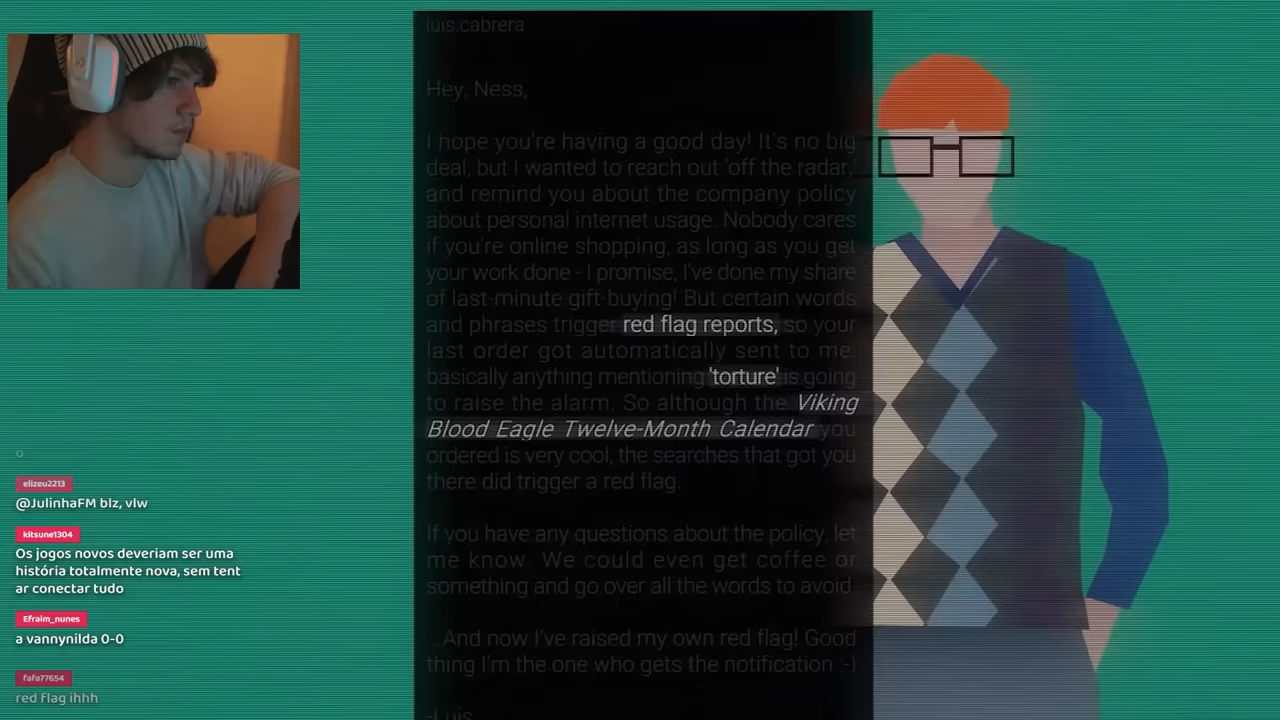 luis.cabrera
Hey, Ness,
I hope you're having a good day! It's no big
deal, but I wanted to reach out 'off the radar,'
and remind you about the company policy
about personal internet usage. Nobody cares
if you're online shopping, as long as you get
your work done - I promise, I've done my share
of last-minute gift-buying! But certain words
and phrases trigger red flag reports, so your
last order got automatically sent to me.
basically anything mentioning 'torture' is going
to raise the alarm. So although the Viking
Blood Eagle Twelve-Month Calendar you
ordered is very cool, the searches that got you
there did trigger a red flag.
If you have any questions about the policy, let
me know. We could even get coffee or
something and go over all the words to avoid.
...And now I've raised my own red flag! Good
thing I'm the one who gets the notification :-)
-Luis
elizeu2213
@JulinhaFM blz, vlw
kitsune1304
Os jogos novos deveriam ser uma
história totalmente nova, sem tent
ar conectar tudo
Efraim_nunes
a vannynilda 0-0
fafa77654
red flag ihhh